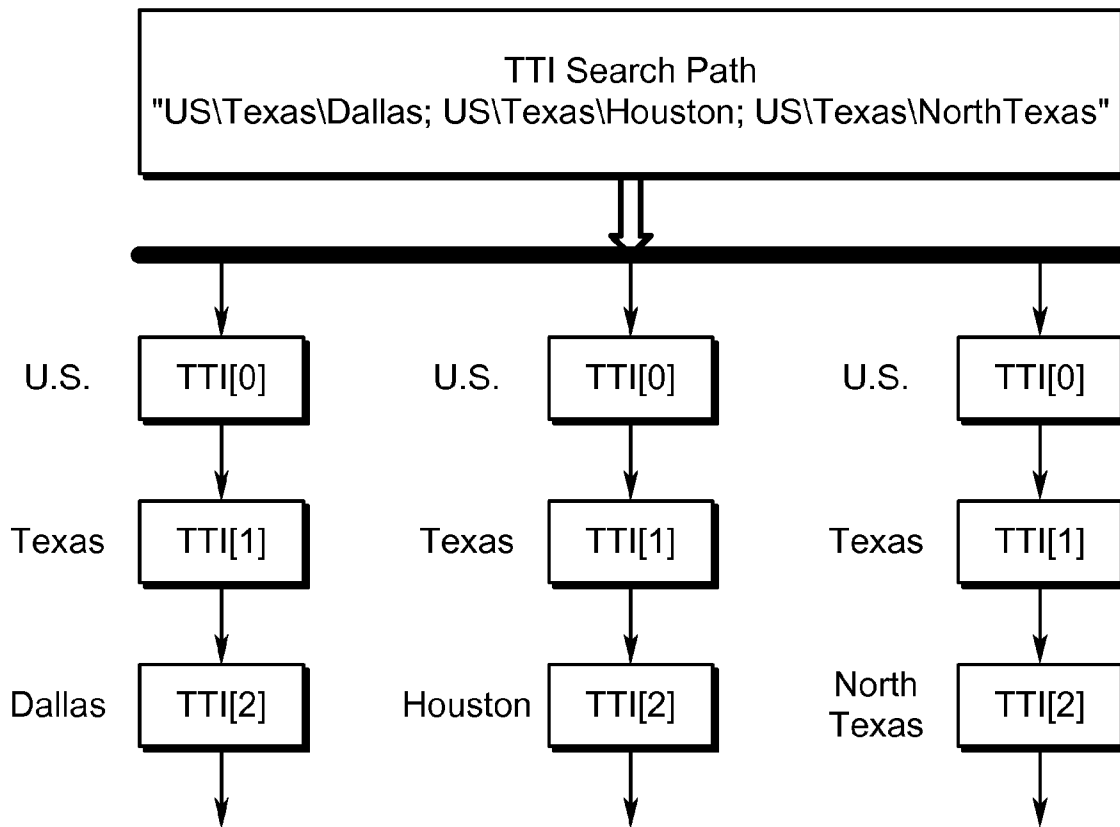 TTI Search Path
"US\Texas\Dallas; US\Texas\Houston; US\Texas\NorthTexas"
U.S. TTI[0] U.S. TTI[0] U.S. TTI[0]
Texas TTI[1] Texas TTI[1] Texas TTI[1]
Dallas TTI[2] Houston TTI[2] North Texas TTI[2]